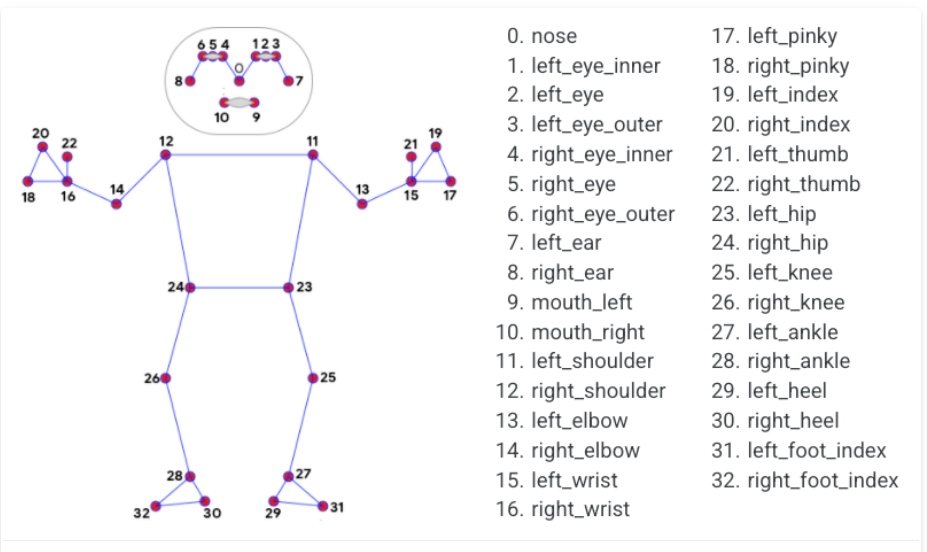 6 5 4 1 2 3
0
8 7
10 9
20 22 12 11 21 19
18 16 14 13 15 17
24 23
26 25
28 27
32 30 29 31
0. nose
1. left_eye_inner
2. left_eye
3. left_eye_outer
4. right_eye_inner
5. right_eye
6. right_eye_outer
7. left_ear
8. right_ear
9. mouth_left
10. mouth_right
11. left_shoulder
12. right_shoulder
13. left_elbow
14. right_elbow
15. left_wrist
16. right_wrist
17. left_pinky
18. right_pinky
19. left_index
20. right_index
21. left_thumb
22. right_thumb
23. left_hip
24. right_hip
25. left_knee
26. right_knee
27. left_ankle
28. right_ankle
29. left_heel
30. right_heel
31. left_foot_index
32. right_foot_index